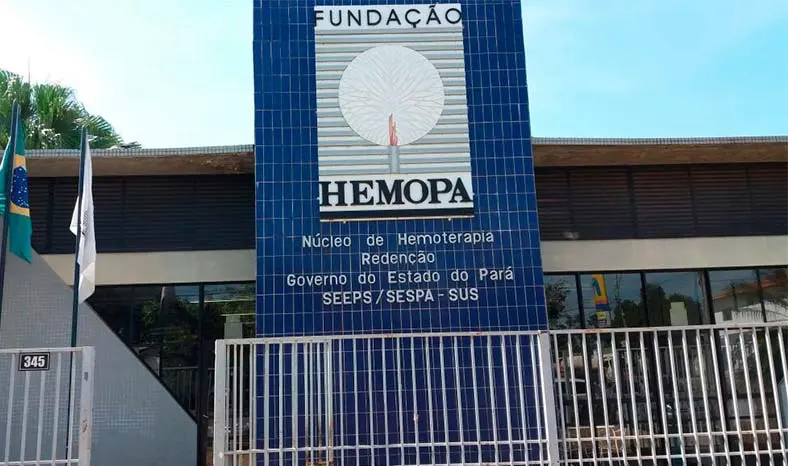 FUNDAÇÃO
HEMOPA
Núcleo de Hemoterapia
Redenção
Governo do Estado do Pará
SEEPS/SESPA-SUS
345